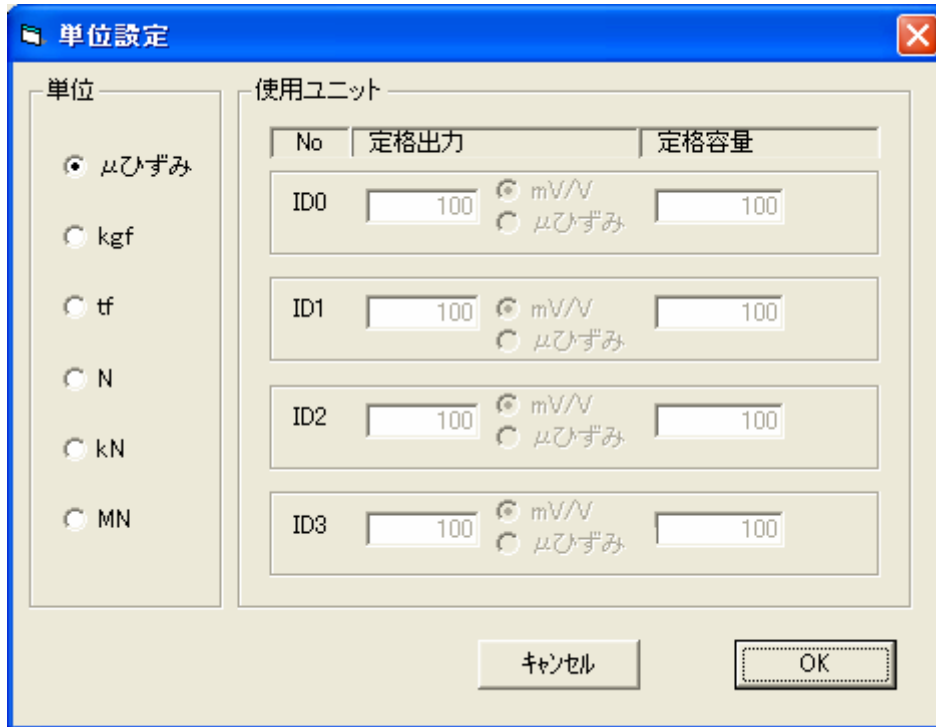 単位設定
単位
μひずみ
kgf
tf
N
kN
MN
使用ユニット
No 定格出力 定格容量
ID0 100 mV/V 100
μひずみ
ID1 100 mV/V 100
μひずみ
ID2 100 mV/V 100
μひずみ
ID3 100 mV/V 100
μひずみ
キャンセル OK